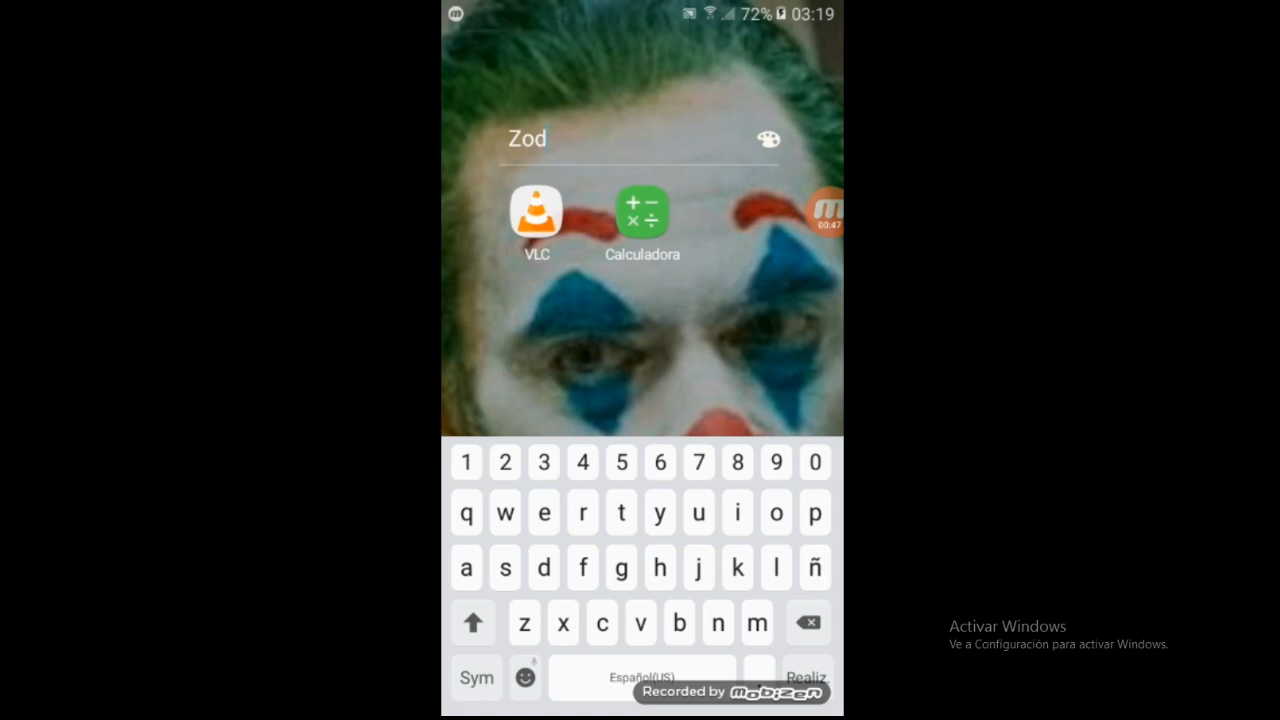 72% 03:19
Zod
00:47
VLC
Calculadora
1 2 3 4 5 6 7 8 9 0
q w e r t y u i o p
a s d f g h j k l ñ
z x c v b n m
Sym
Español(US)
Realiz.
Recorded by mobizen
Activar Windows
Ve a Configuración para activar Windows.